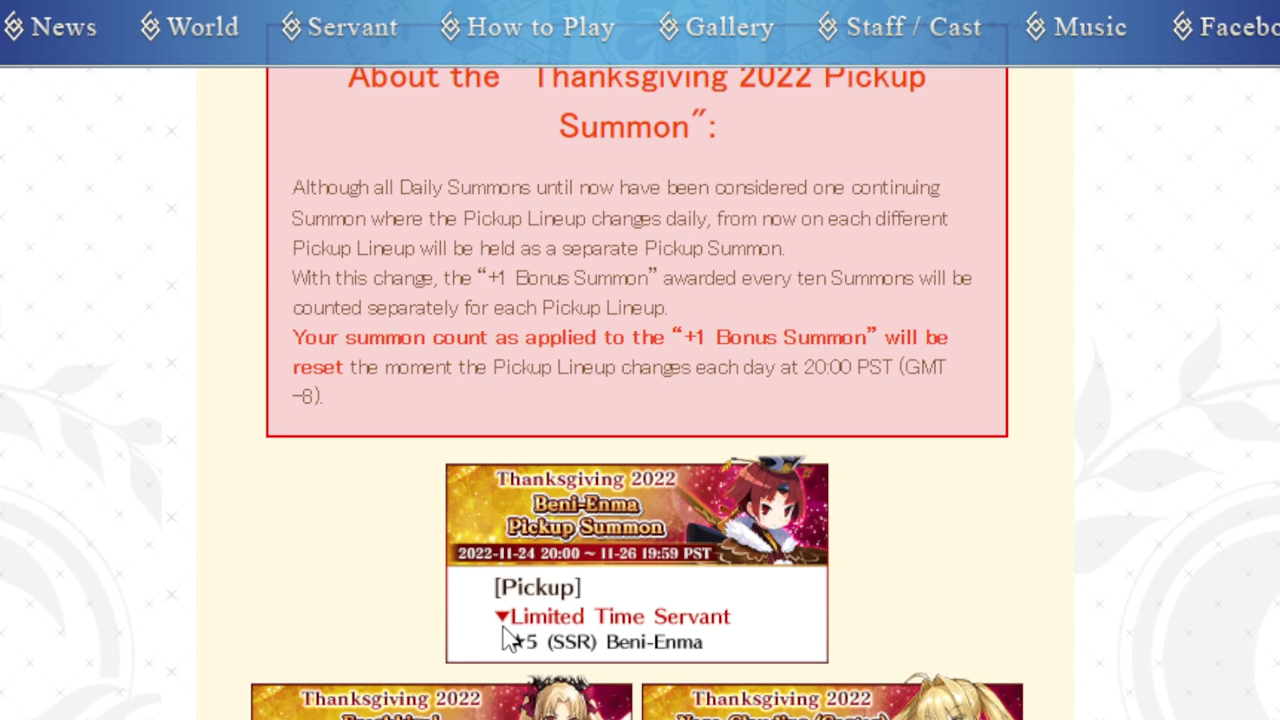 News World Servant How to Play Gallery Staff / Cast Music Facebo
About the "Thanksgiving 2022 Pickup
Summon":
Although all Daily Summons until now have been considered one continuing
Summon where the Pickup Lineup changes daily, from now on each different
Pickup Lineup will be held as a separate Pickup Summon.
With this change, the “+1 Bonus Summon” awarded every ten Summons will be
counted separately for each Pickup Lineup.
Your summon count as applied to the “+1 Bonus Summon” will be
reset the moment the Pickup Lineup changes each day at 20:00 PST (GMT
-8).
Thanksgiving 2022
Beni-Enma
Pickup Summon
2022-11-24 20:00 ~ 11-26 19:59 PST
[Pickup]
▼Limited Time Servant
★5 (SSR) Beni-Enma
Thanksgiving 2022 Thanksgiving 2022